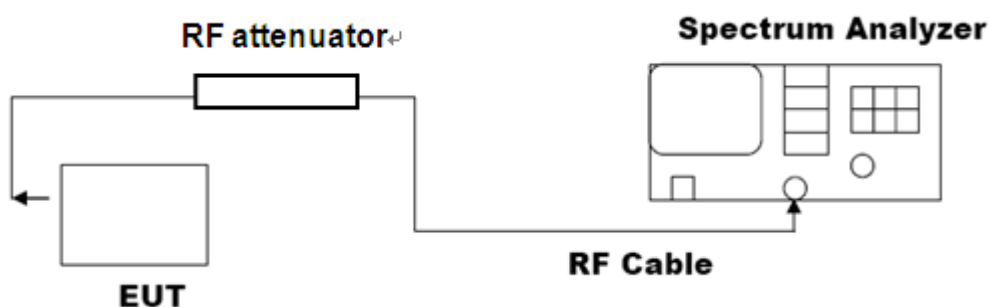 RF attenuator↵
Spectrum Analyzer
RF Cable
EUT